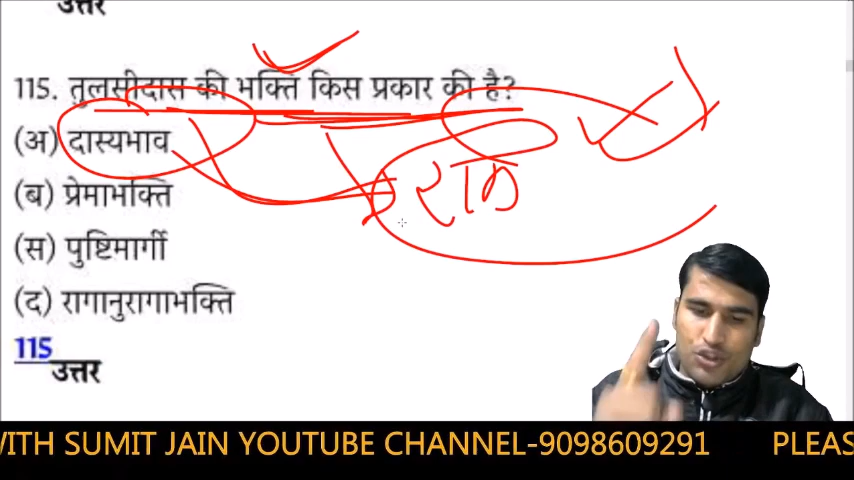 उत्तर
115. तुलसीदास की भक्ति किस प्रकार की है?
(अ) दास्यभाव
राम
(ब) प्रेमाभक्ति
(स) पुष्टिमार्गी
(द) रागानुरागाभक्ति
115
उत्तर
WITH SUMIT JAIN YOUTUBE CHANNEL-9098609291 PLEAS